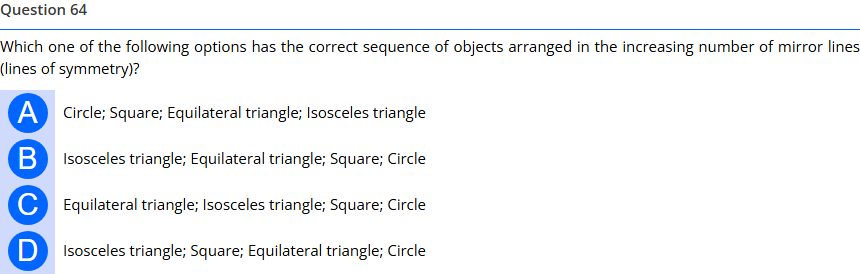 Question 64
Which one of the following options has the correct sequence of objects arranged in the increasing number of mirror lines
(lines of symmetry)?
A Circle; Square; Equilateral triangle; Isosceles triangle
B Isosceles triangle; Equilateral triangle; Square; Circle
C Equilateral triangle; Isosceles triangle; Square; Circle
D Isosceles triangle; Square; Equilateral triangle; Circle